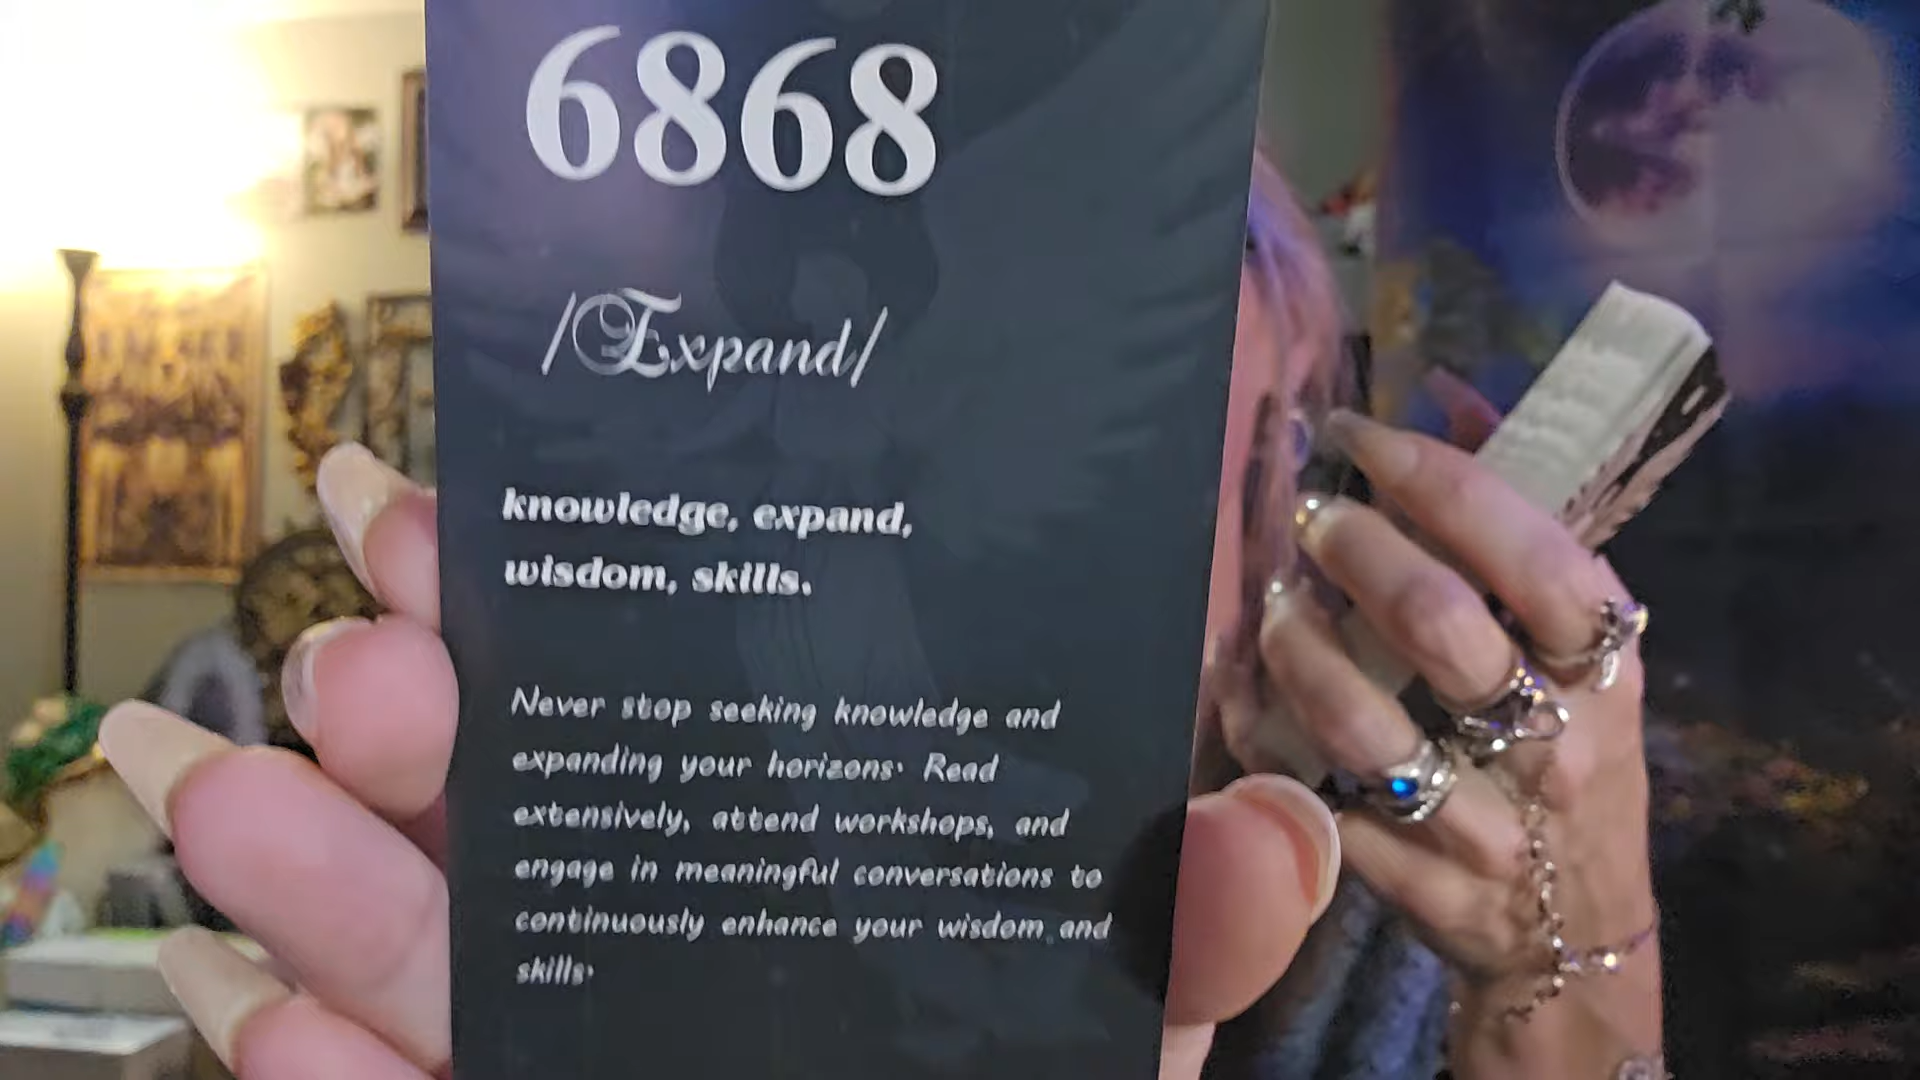 6868
/Expand/
knowledge, expand,
wisdom, skills.
Never stop seeking knowledge and
expanding your horizons. Read
extensively, attend workshops, and
engage in meaningful conversations to
continuously enhance your wisdom and
skills.